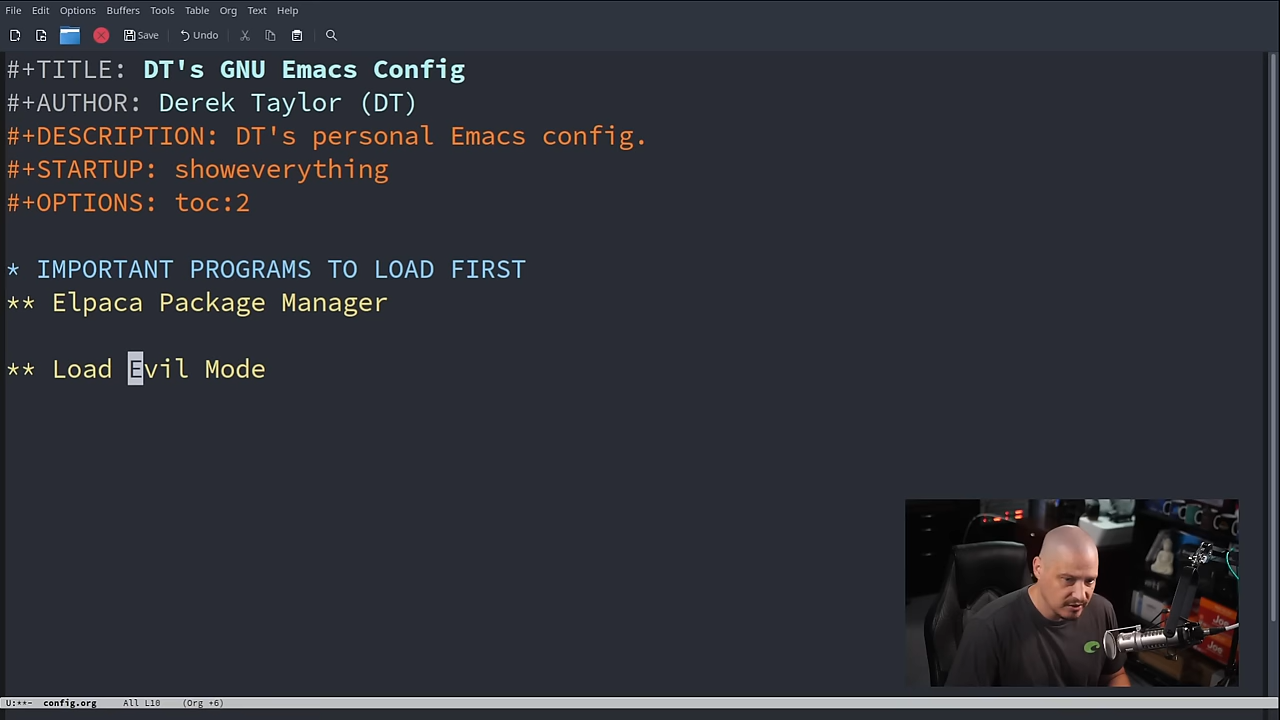 File Edit Options Buffers Tools Table Org Text Help
Save Undo
#+TITLE: DT's GNU Emacs Config
#+AUTHOR: Derek Taylor (DT)
#+DESCRIPTION: DT's personal Emacs config.
#+STARTUP: showeverything
#+OPTIONS: toc:2
* IMPORTANT PROGRAMS TO LOAD FIRST
** Elpaca Package Manager
** Load Evil Mode
Joe
Joe
U:**- config.org All L10 (Org +6)